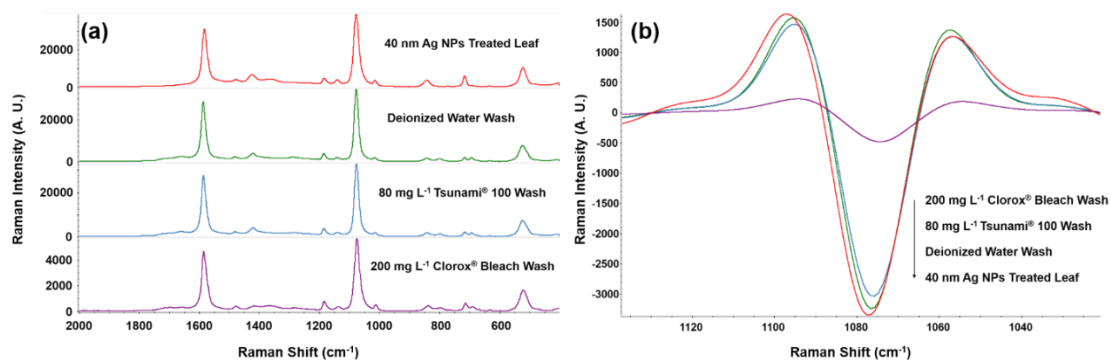 (a)
40 nm Ag NPs Treated Leaf
20000
0
Deionized Water Wash
20000
0
80 mg L⁻¹ Tsunami® 100 Wash
20000
0
200 mg L⁻¹ Clorox® Bleach Wash
4000
2000
0
2000 1800 1600 1400 1200 1000 800 600
Raman Shift (cm⁻¹)
Raman Intensity (A. U.)
(b)
1500
1000
500
0
-500
-1000
-1500
-2000
-2500
-3000
200 mg L⁻¹ Clorox® Bleach Wash
80 mg L⁻¹ Tsunami® 100 Wash
Deionized Water Wash
40 nm Ag NPs Treated Leaf
1120 1100 1080 1060 1040
Raman Shift (cm⁻¹)
Raman Intensity (A. U.)